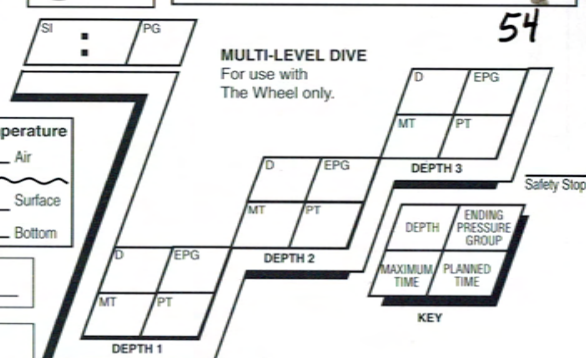 54
SI : PG
MULTI-LEVEL DIVE
For use with
The Wheel only.
D EPG
MT PT
DEPTH 3
Safety Stop
D EPG
MT PT
DEPTH 2
D EPG
MT PT
DEPTH 1
DEPTH
ENDING
PRESSURE
GROUP
MAXIMUM
TIME
PLANNED
TIME
KEY
perature
Air
Surface
Bottom